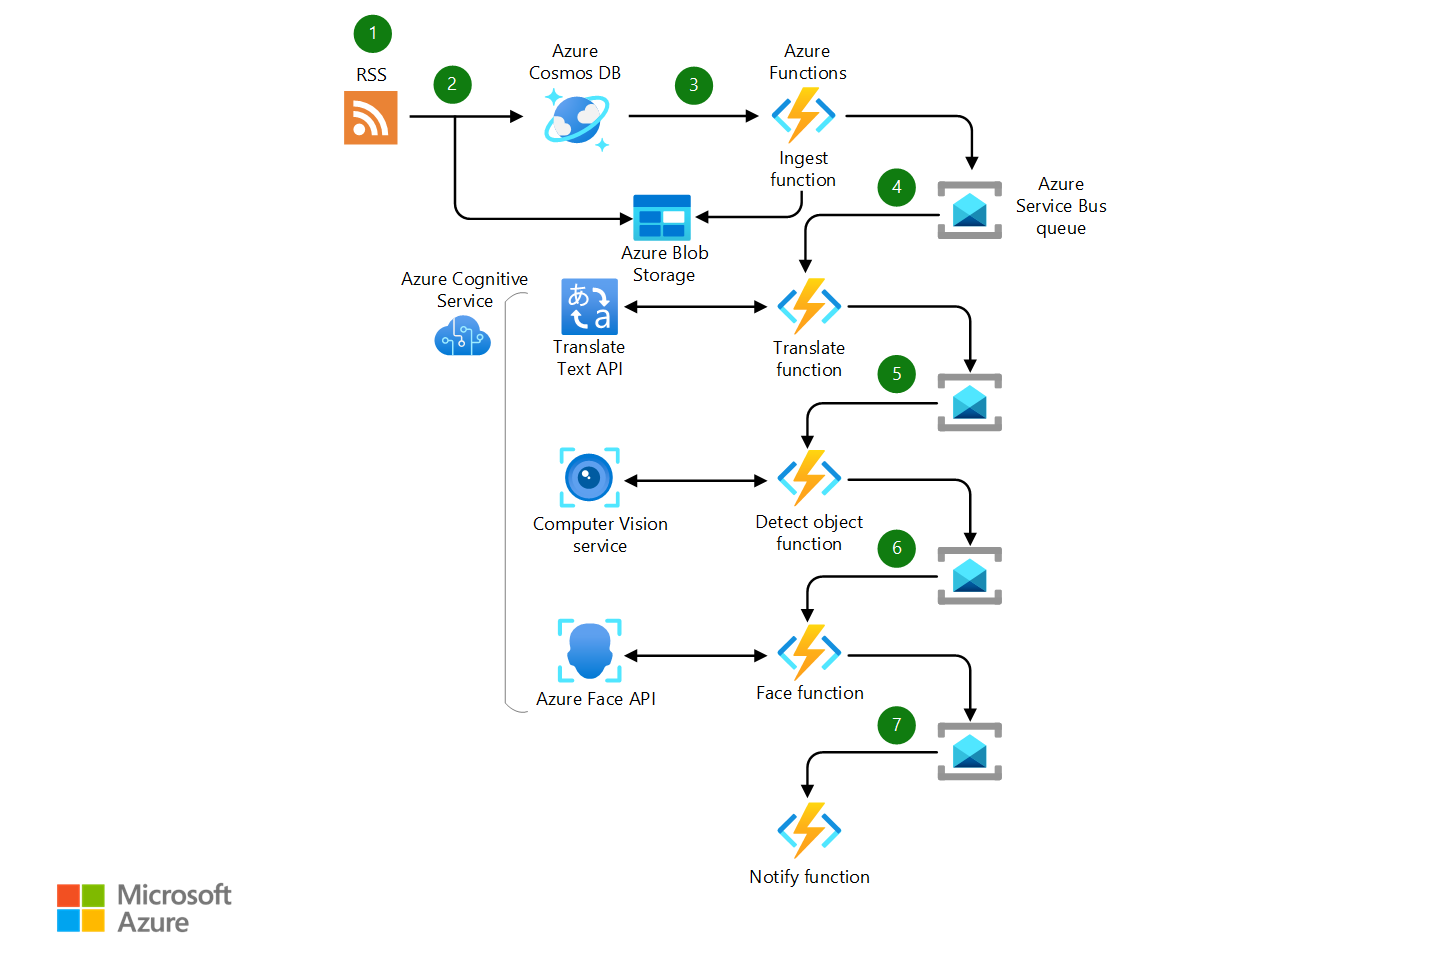 1
RSS
2
Azure
Cosmos DB
3
Azure
Functions
Ingest
function
4
Azure
Service Bus
queue
Azure Blob
Storage
Azure Cognitive
Service
あ
a
Translate
Text API
Translate
function
5
Computer Vision
service
Detect object
function
6
Azure Face API
Face function
7
Notify function
Microsoft
Azure